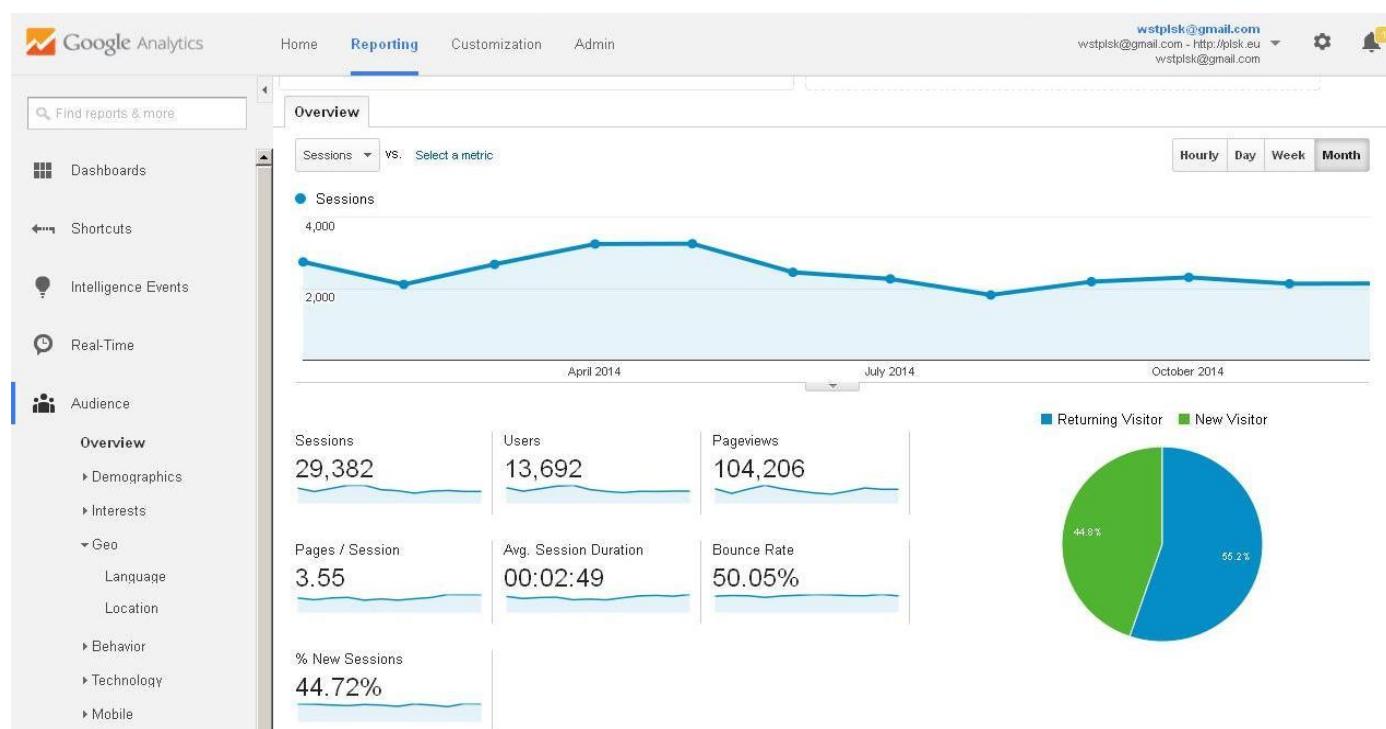 Google Analytics
Home Reporting Customization Admin
wstplsk@gmail.com
wstplsk@gmail.com - http://plsk.eu
wstplsk@gmail.com
Find reports & more
Dashboards
Shortcuts
Intelligence Events
Real-Time
Audience
Overview
Demographics
Interests
Geo
Language
Location
Behavior
Technology
Mobile
Overview
Sessions VS. Select a metric
Hourly Day Week Month
Sessions
4,000
2,000
April 2014 July 2014 October 2014
Returning Visitor New Visitor
44.8%
55.2%
Sessions
29,382
Users
13,692
Pageviews
104,206
Pages / Session
3.55
Avg. Session Duration
00:02:49
Bounce Rate
50.05%
% New Sessions
44.72%